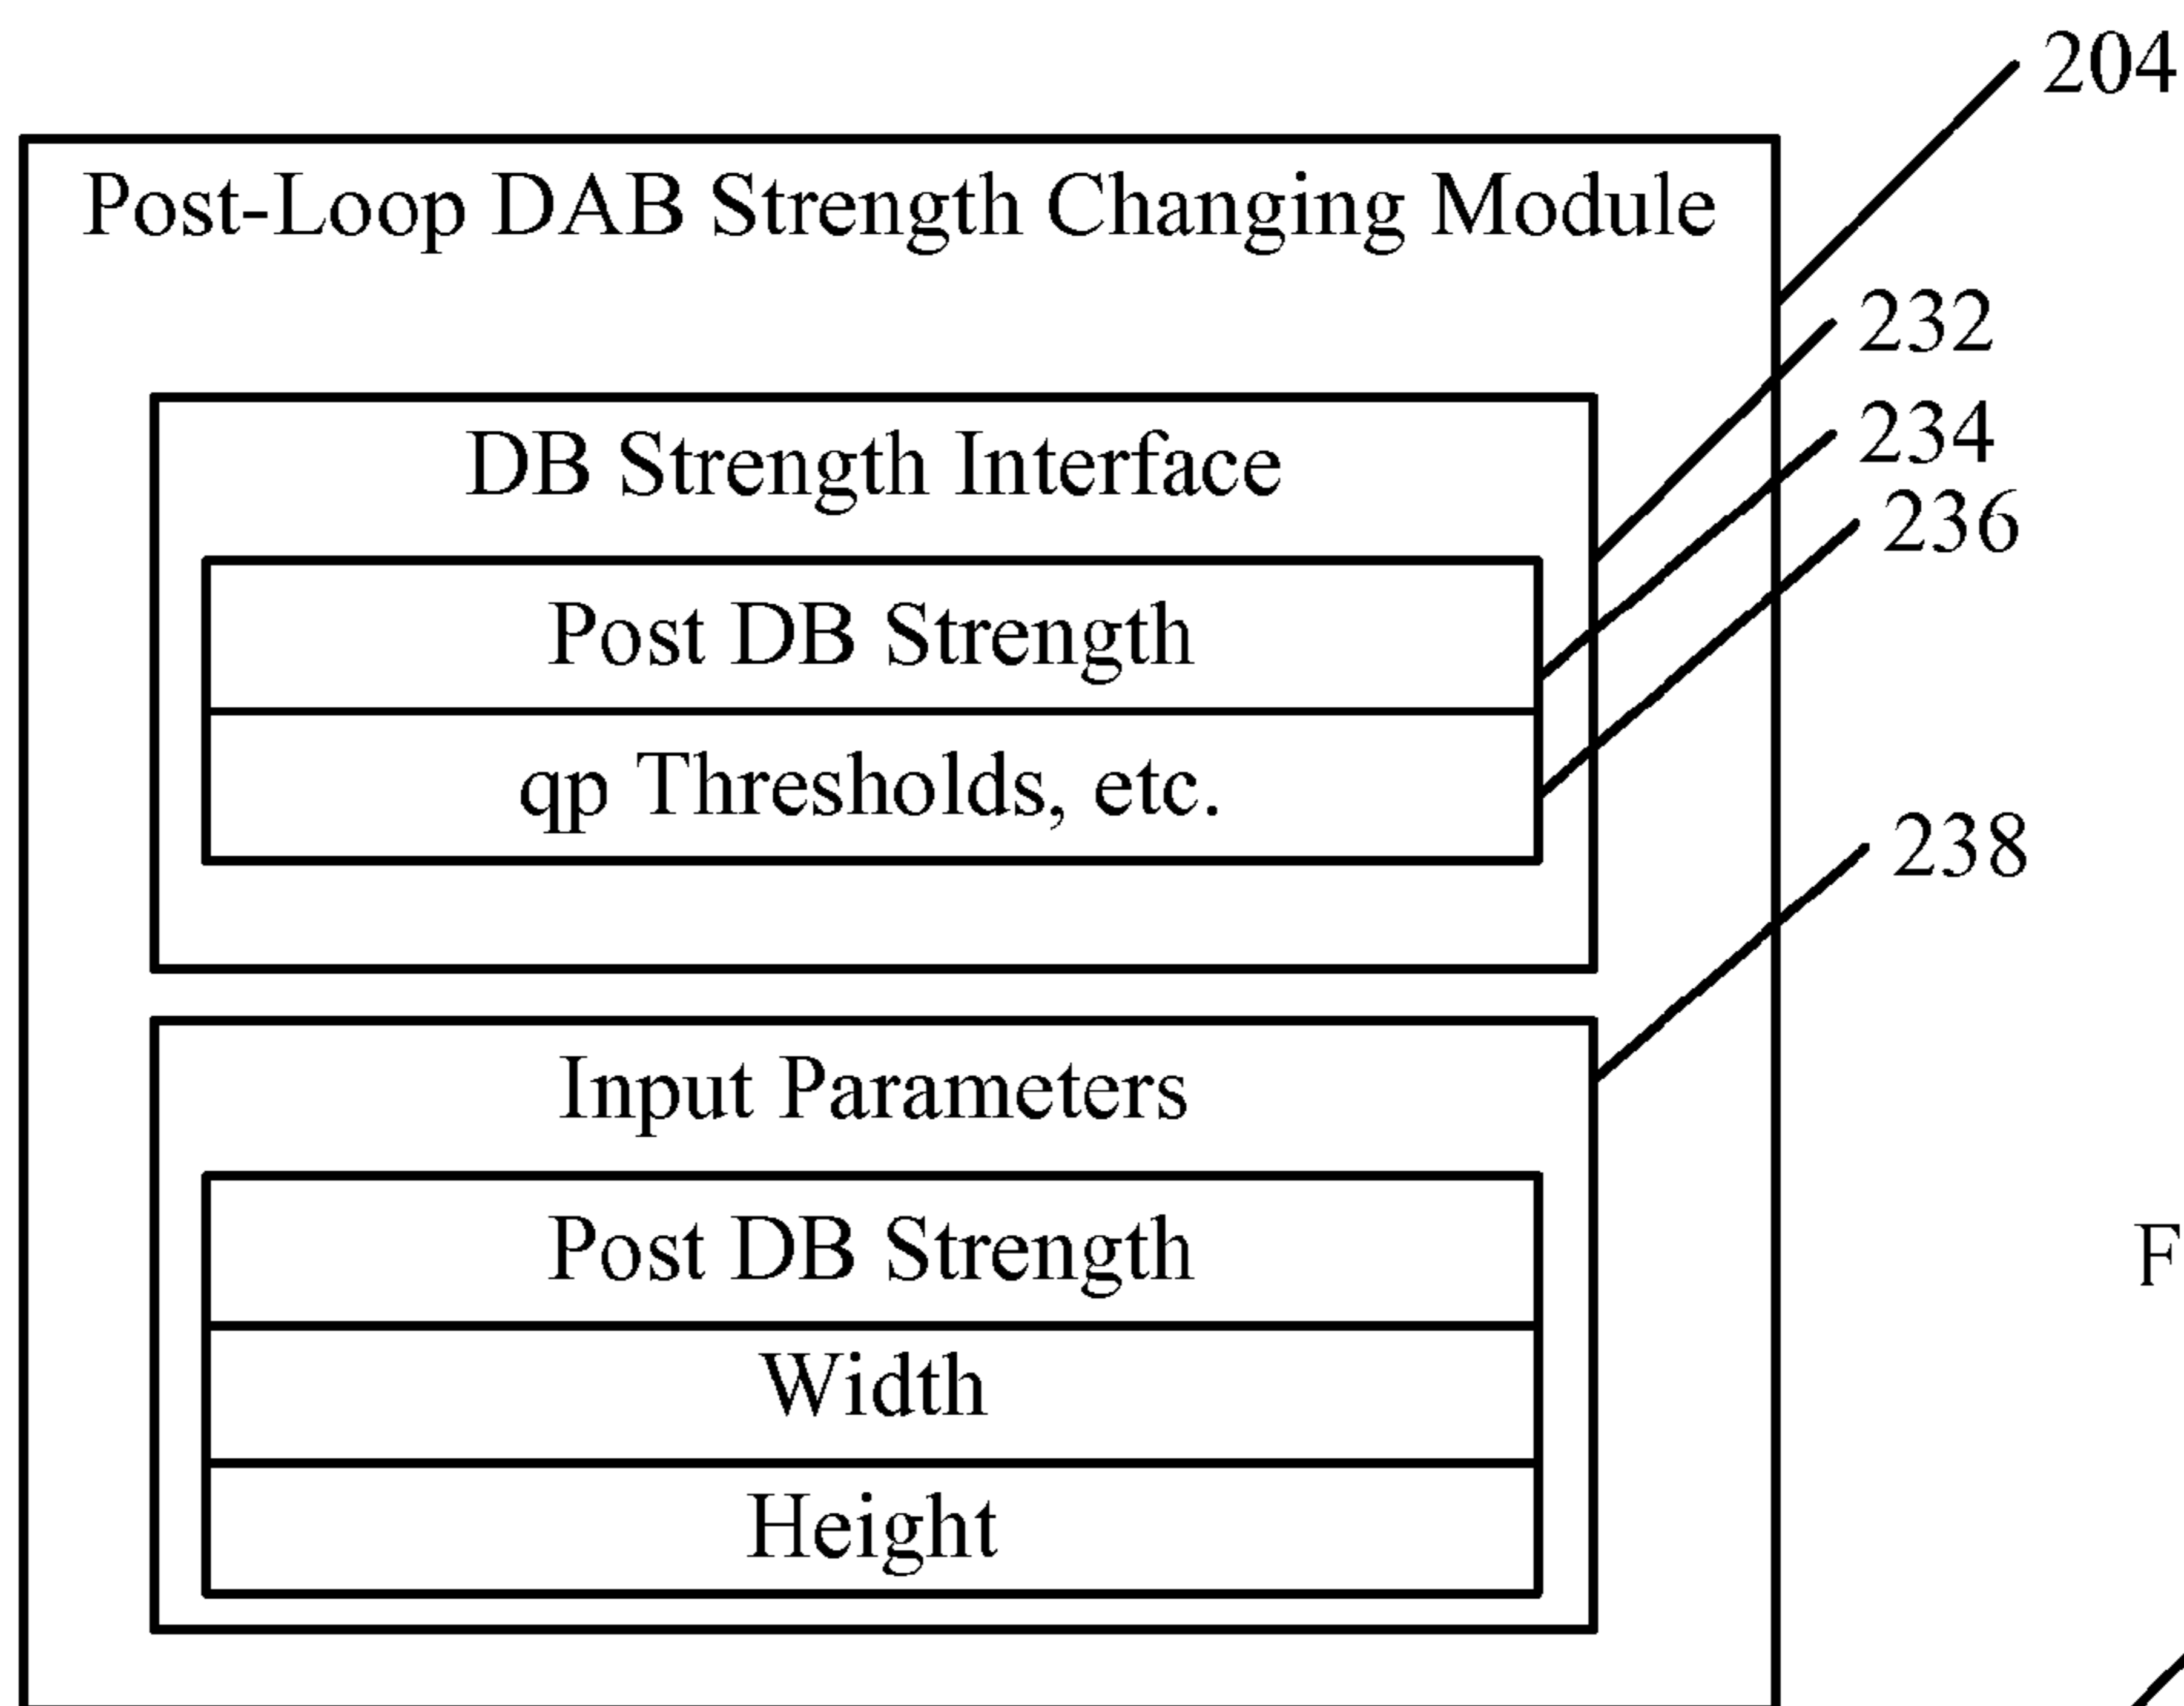 204
Post-Loop DAB Strength Changing Module
232
DB Strength Interface
234
236
Post DB Strength
qp Thresholds, etc.
238
Input Parameters
Post DB Strength
F
Width
Height